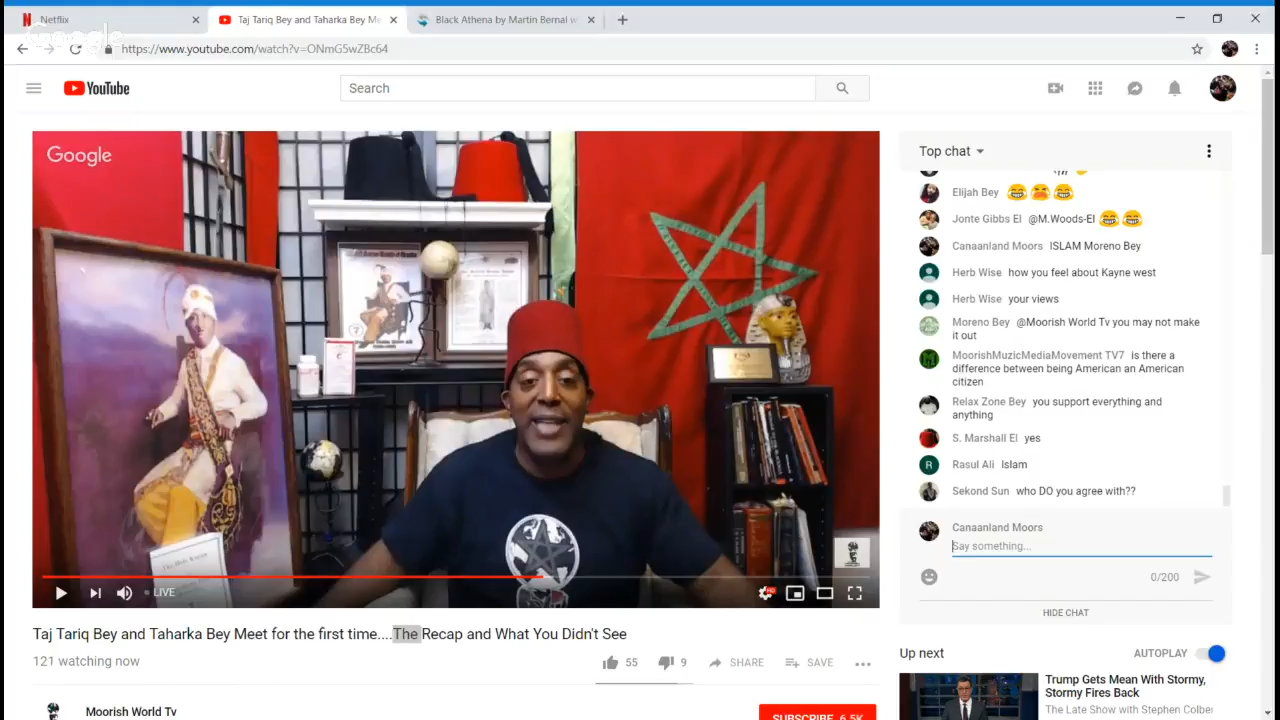 Netflix
Taj Tariq Bey and Taharka Bey Me
Black Athena by Martin Bernal w
Google
https://www.youtube.com/watch?v=ONmG5wZBc64
YouTube
Search
Google
Top chat
Elijah Bey
Jonte Gibbs El @M.Woods-El
Canaanland Moors ISLAM Moreno Bey
Herb Wise how you feel about Kayne west
Herb Wise your views
Moreno Bey @Moorish World Tv you may not make
it out
MoorishMuzicMediaMovement TV7 is there a
difference between being American an American
citizen
Relax Zone Bey you support everything and
anything
S. Marshall El yes
R
Rasul Ali Islam
Sekond Sun who DO you agree with??
Canaanland Moors
Say something...
0/200
HIDE CHAT
LIVE
HD
Taj Tariq Bey and Taharka Bey Meet for the first time....The Recap and What You Didn't See
121 watching now
55
9
SHARE
SAVE
Up next
AUTOPLAY
Trump Gets Mean With Stormy,
Stormy Fires Back
The Late Show with Stephen Colber
Moorish World Tv
SUBSCRIBE 6.5K